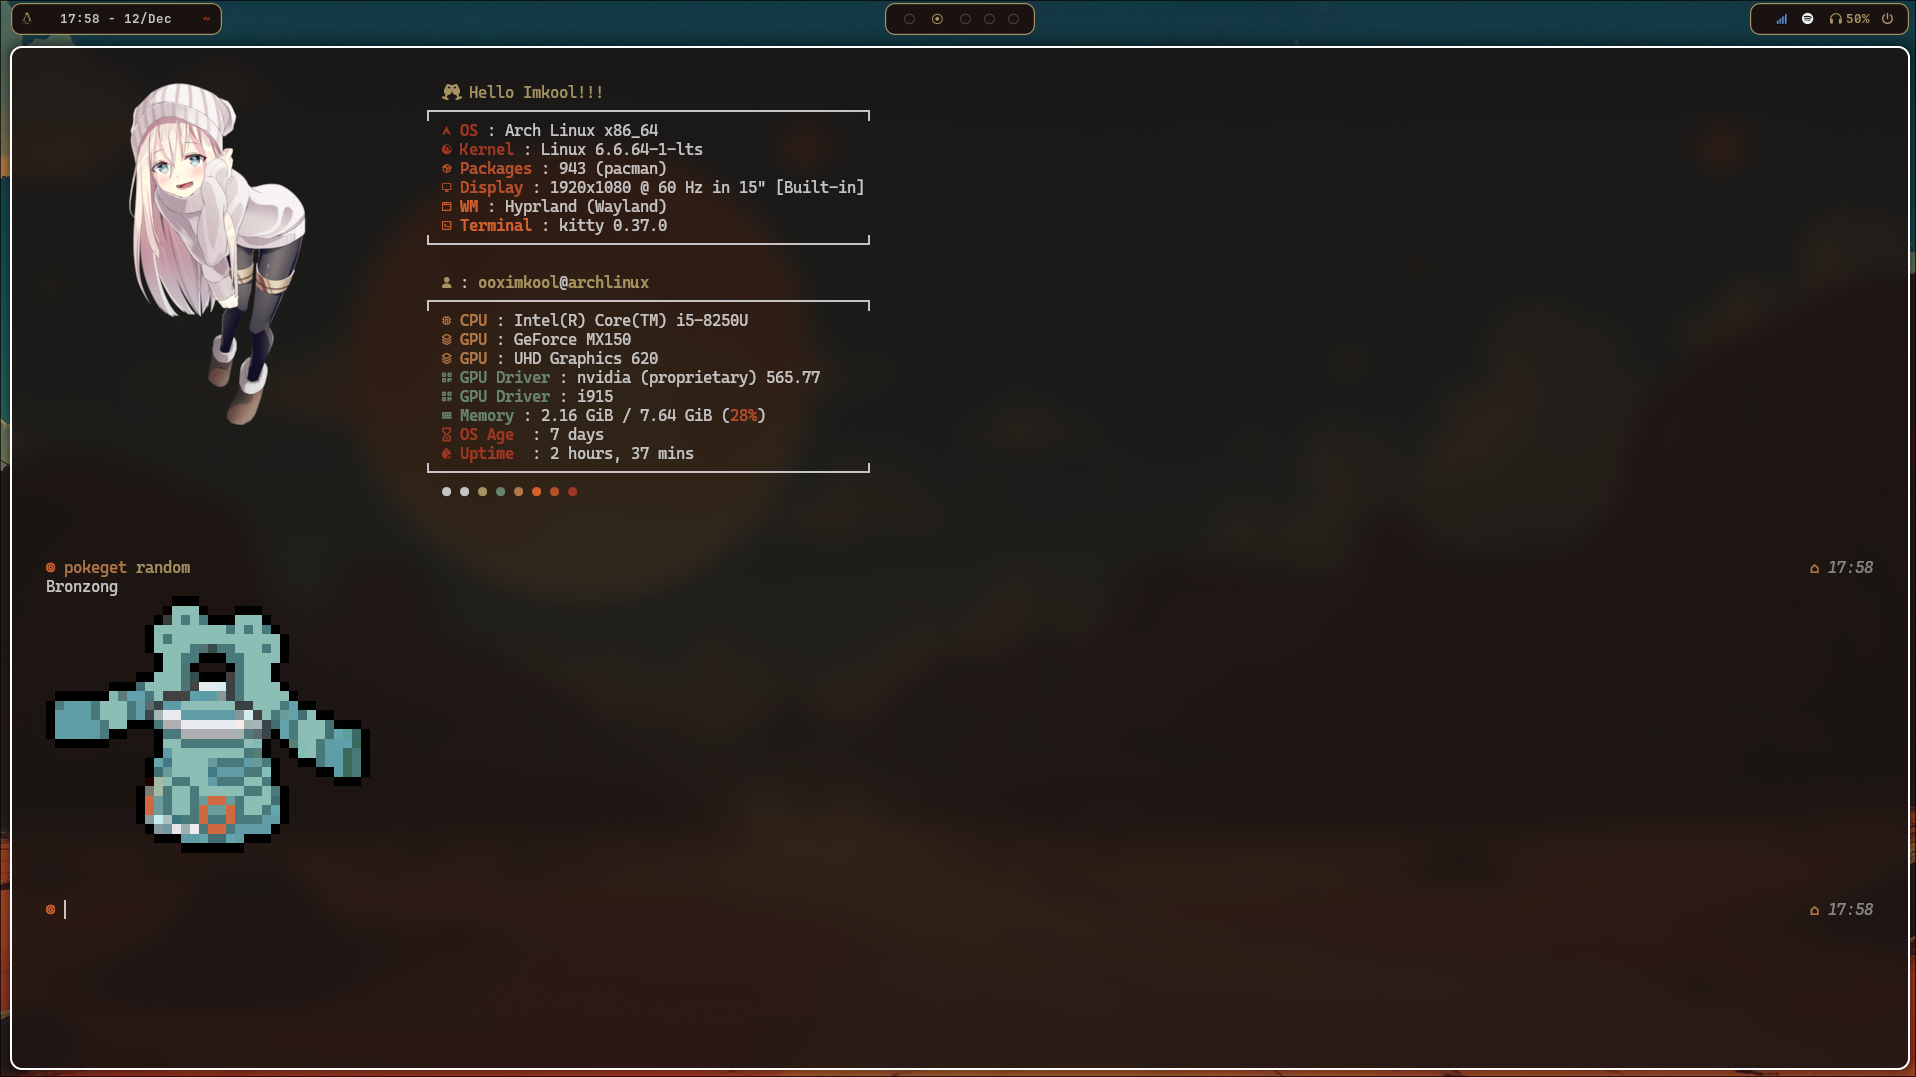 17:58 - 12/Dec
~
50%
Hello Imkool!!!
OS : Arch Linux x86_64
Kernel : Linux 6.6.64-1-lts
Packages : 943 (pacman)
Display : 1920x1080 @ 60 Hz in 15" [Built-in]
WM : Hyprland (Wayland)
Terminal : kitty 0.37.0
: ooximkool@archlinux
CPU : Intel(R) Core(TM) i5-8250U
GPU : GeForce MX150
GPU : UHD Graphics 620
GPU Driver : nvidia (proprietary) 565.77
GPU Driver : i915
Memory : 2.16 GiB / 7.64 GiB (28%)
OS Age : 7 days
Uptime : 2 hours, 37 mins
pokeget random 17:58
Bronzong
17:58